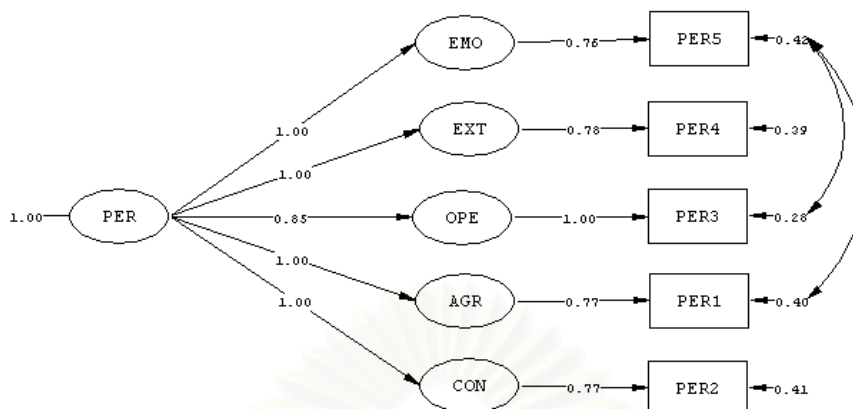 EMO 0.76 PER5 0.42
1.00
EXT 0.78 PER4 0.39
1.00
1.00 PER 0.85 OPE 1.00 PER3 0.28
1.00
AGR 0.77 PER1 0.40
1.00
CON 0.77 PER2 0.41